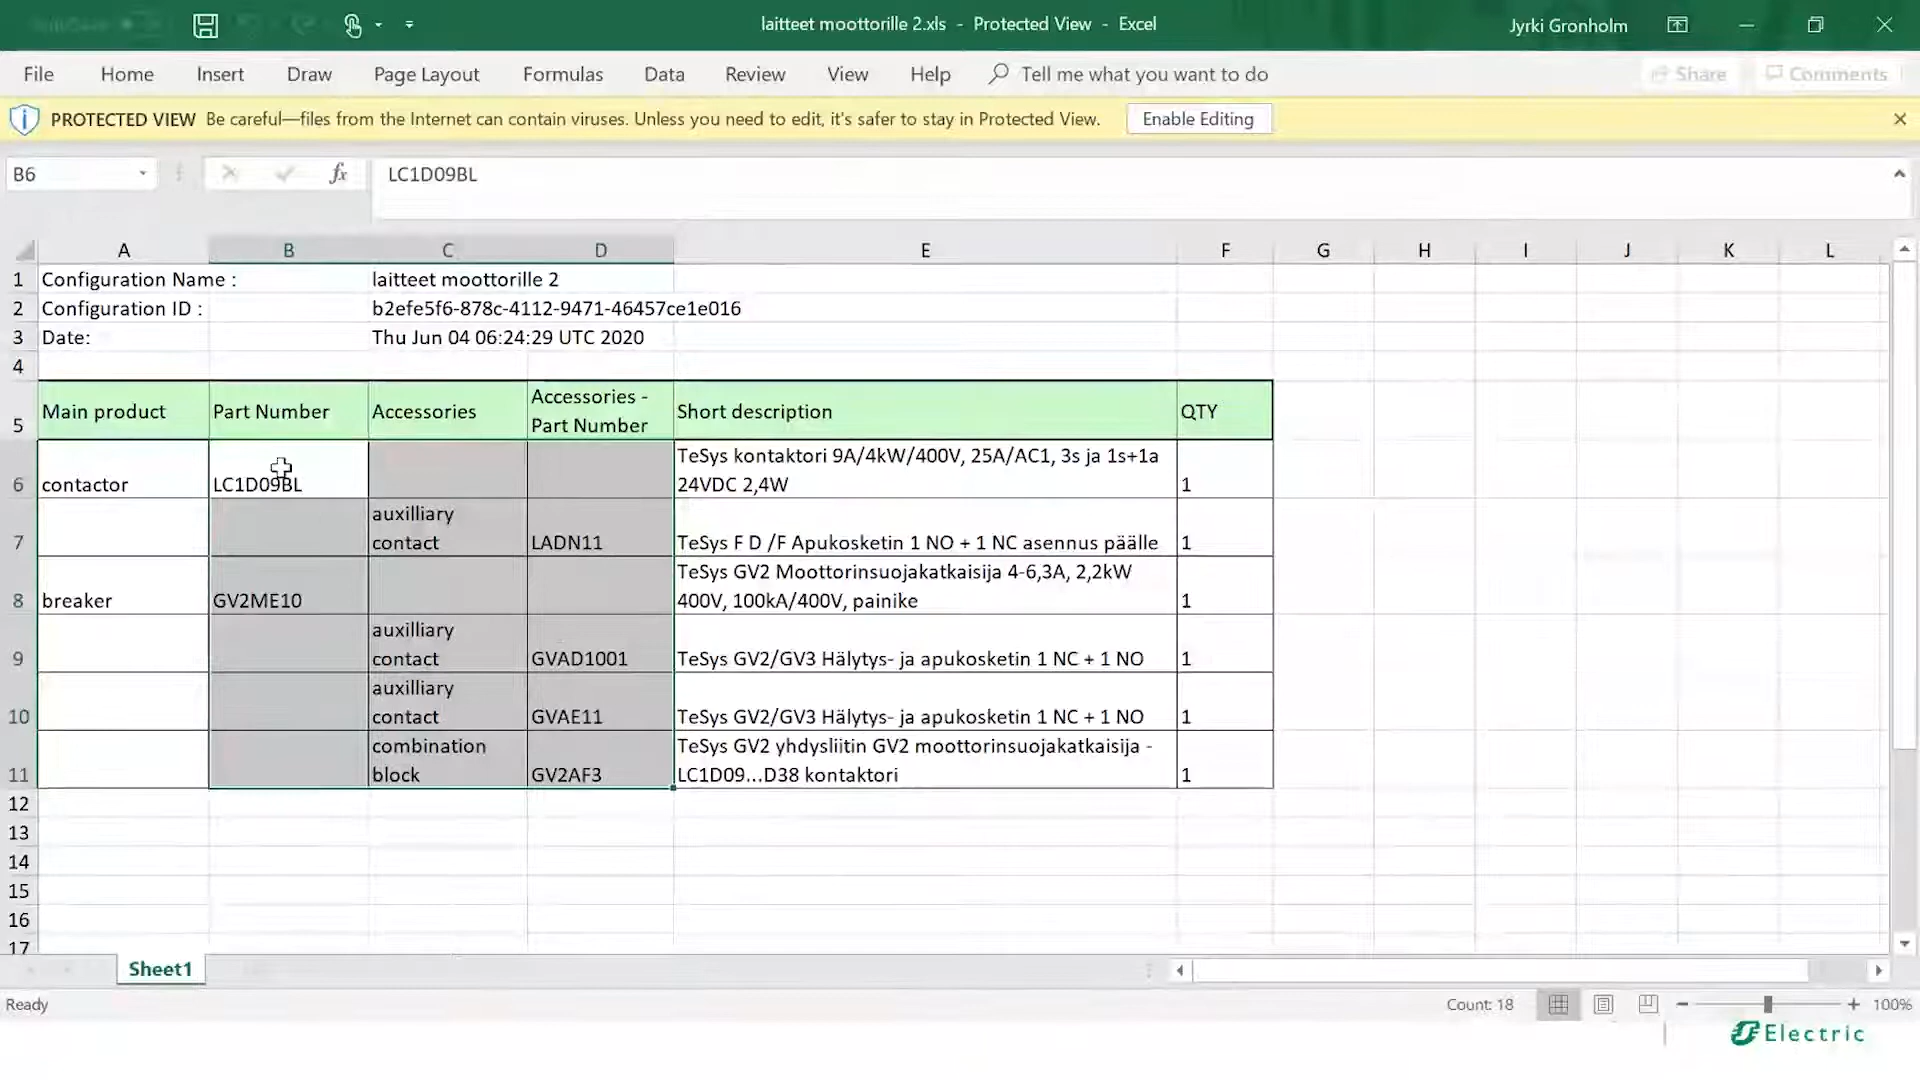 laitteet moottorille 2.xls - Protected View - Excel
Jyrki Gronholm
File Home Insert Draw Page Layout Formulas Data Review View Help Tell me what you want to do Share Comments
PROTECTED VIEW Be careful—files from the Internet can contain viruses. Unless you need to edit, it's safer to stay in Protected View. Enable Editing
B6 fx LC1D09BL
A B C D E F G H I J K L
1 Configuration Name : laitteet moottorille 2
2 Configuration ID : b2efe5f6-878c-4112-9471-46457ce1e016
3 Date: Thu Jun 04 06:24:29 UTC 2020
4
Accessories -
5 Main product Part Number Accessories Part Number Short description QTY
TeSys kontaktori 9A/4kW/400V, 25A/AC1, 3s ja 1s+1a
6 contactor LC1D09BL 24VDC 2,4W 1
auxilliary
7 contact LADN11 TeSys F D /F Apukosketin 1 NO + 1 NC asennus päälle 1
TeSys GV2 Moottorinsuojakatkaisija 4-6,3A, 2,2kW
8 breaker GV2ME10 400V, 100kA/400V, painike 1
auxilliary
9 contact GVAD1001 TeSys GV2/GV3 Hälytys- ja apukosketin 1 NC + 1 NO 1
auxilliary
10 contact GVAE11 TeSys GV2/GV3 Hälytys- ja apukosketin 1 NC + 1 NO 1
combination TeSys GV2 yhdysliitin GV2 moottorinsuojakatkaisija -
11 block GV2AF3 LC1D09...D38 kontaktori 1
12
13
14
15
16
17
Sheet1
Ready Count: 18 100%
Electric